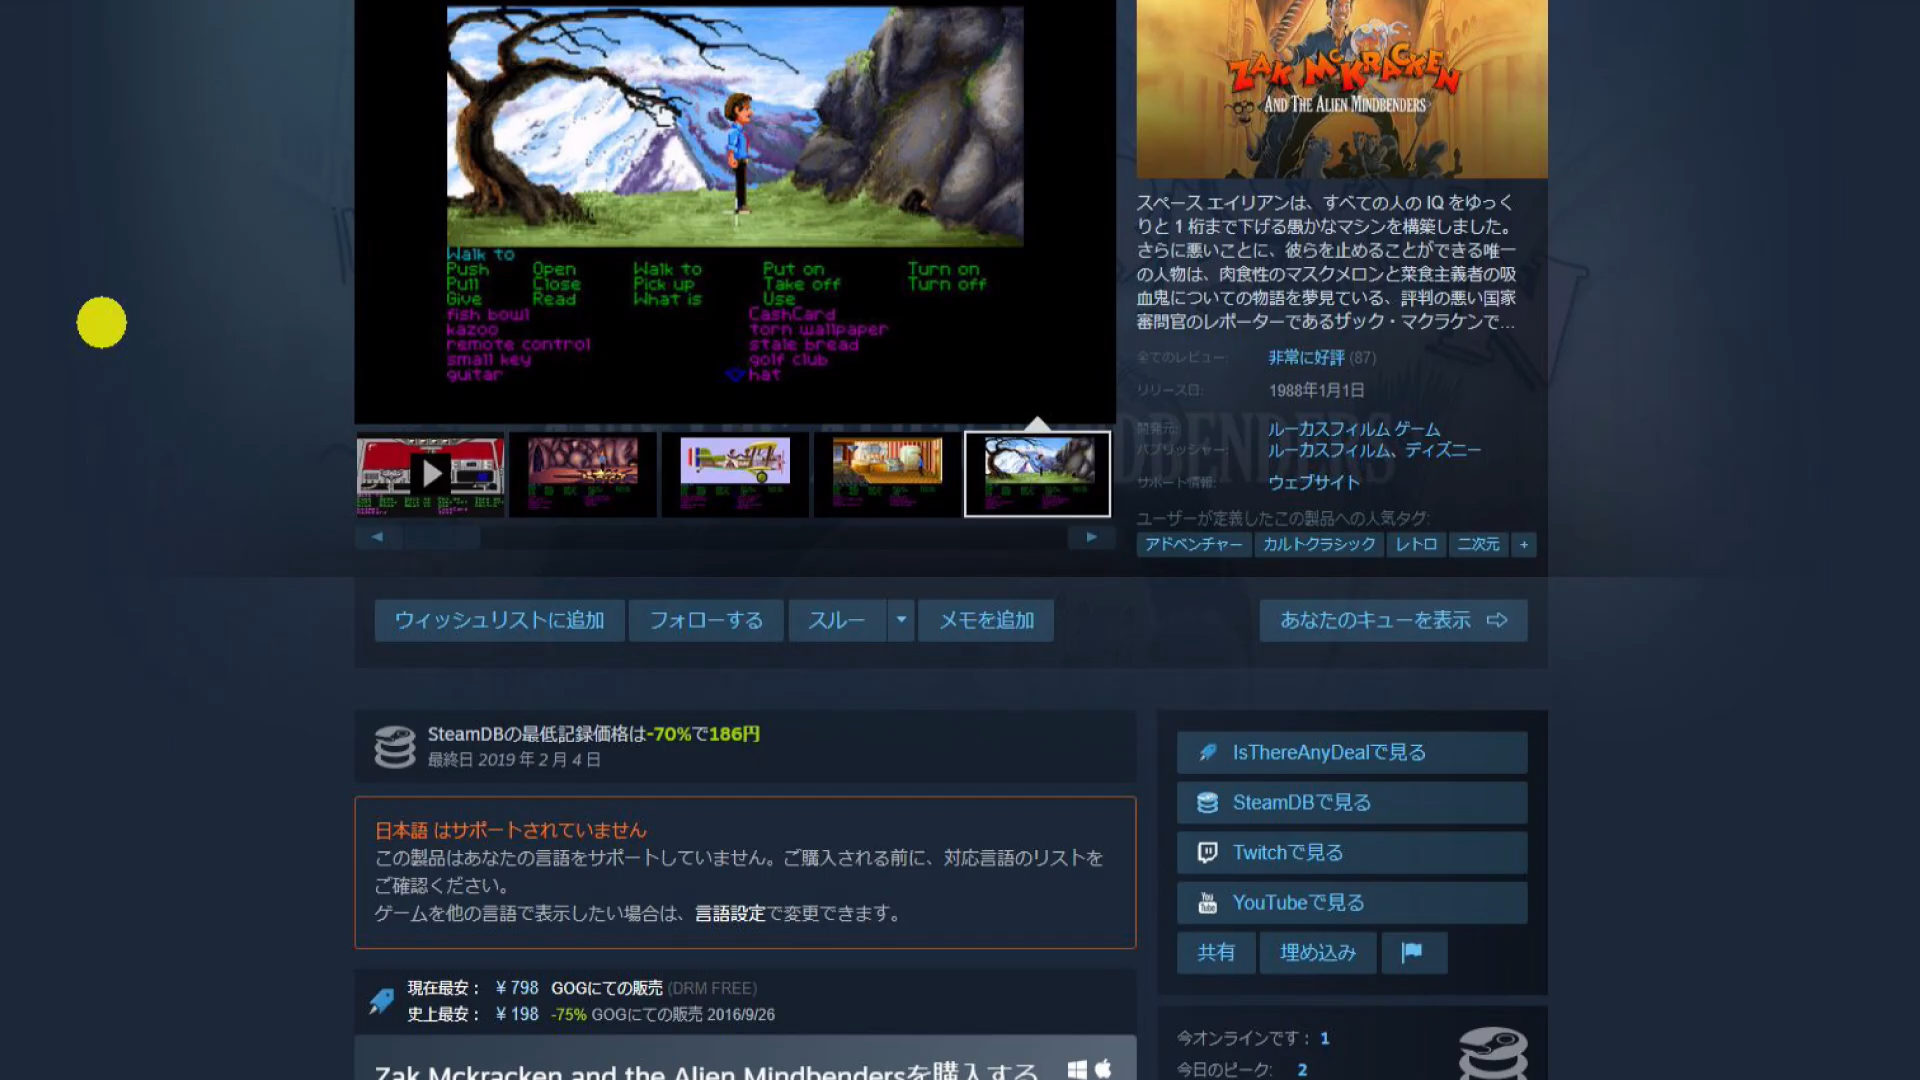 ZAK MCKRACKEN
AND THE ALIEN MINDBENDERS
Walk to
Push Open Walk to Put on Turn on
Pull Close Pick up Take off Turn off
Give Read What is Use
fish bowl CashCard
kazoo torn wallpaper
remote control stale bread
small key golf club
guitar hat
スペース エイリアンは、すべての人の IQ をゆっく
りと 1 桁まで下げる愚かなマシンを構築しました。
さらに悪いことに、彼らを止めることができる唯一
の人物は、肉食性のマスクメロンと菜食主義者の吸
血鬼についての物語を夢見ている、評判の悪い国家
審問官のレポーターであるザック・マクラケンで...
全てのレビュー: 非常に好評 (87)
リリース日: 1988年1月1日
開発元: ルーカスフィルム ゲーム
パブリッシャー: ルーカスフィルム、ディズニー
サポート情報: ウェブサイト
ユーザーが定義したこの製品への人気タグ:
アドベンチャー カルトクラシック レトロ 二次元 +
ウィッシュリストに追加 フォローする スルー メモを追加 あなたのキューを表示
SteamDBの最低記録価格は-70%で186円
最終日 2019 年 2 月 4 日
日本語 はサポートされていません
この製品はあなたの言語をサポートしていません。ご購入される前に、対応言語のリストを
ご確認ください。
ゲームを他の言語で表示したい場合は、言語設定で変更できます。
現在最安： ¥ 798 GOGにての販売 (DRM FREE)
史上最安： ¥ 198 -75% GOGにての販売 2016/9/26
Zak Mckracken and the Alien Mindbendersを購入する
IsThereAnyDealで見る
SteamDBで見る
Twitchで見る
YouTubeで見る
共有 埋め込み
今オンラインです： 1
今日のピーク: 2